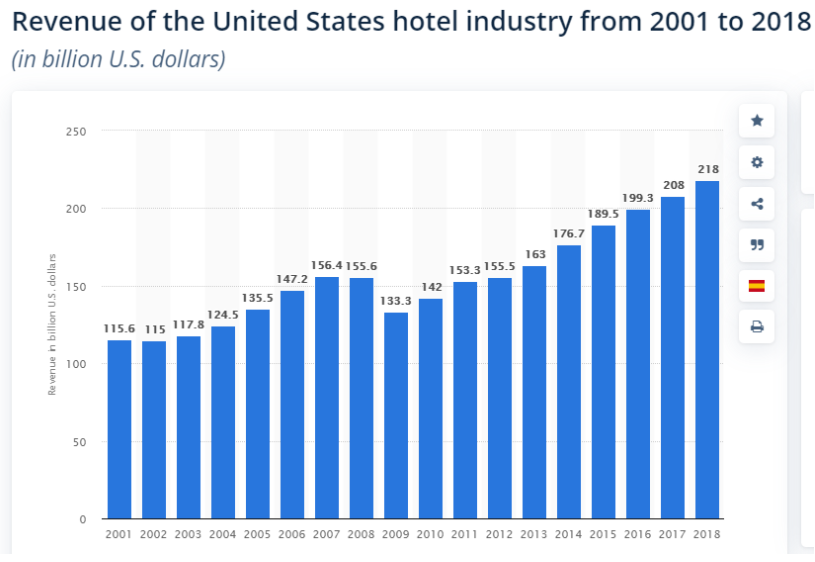 Revenue of the United States hotel industry from 2001 to 2018
(in billion U.S. dollars)
250
200
150
100
50
0
Revenue in billion U.S. dollars
115.6 115 117.8 124.5 135.5 147.2 156.4 155.6 133.3 142 153.3 155.5 163 176.7 189.5 199.3 208 218
2001 2002 2003 2004 2005 2006 2007 2008 2009 2010 2011 2012 2013 2014 2015 2016 2017 2018